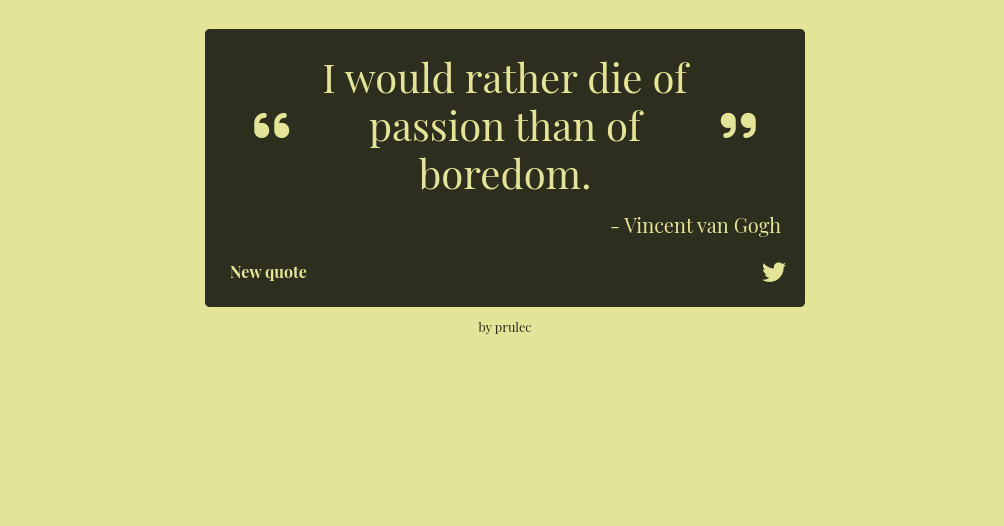 “ I would rather die of
passion than of
boredom. ”
- Vincent van Gogh
New quote
by prulec